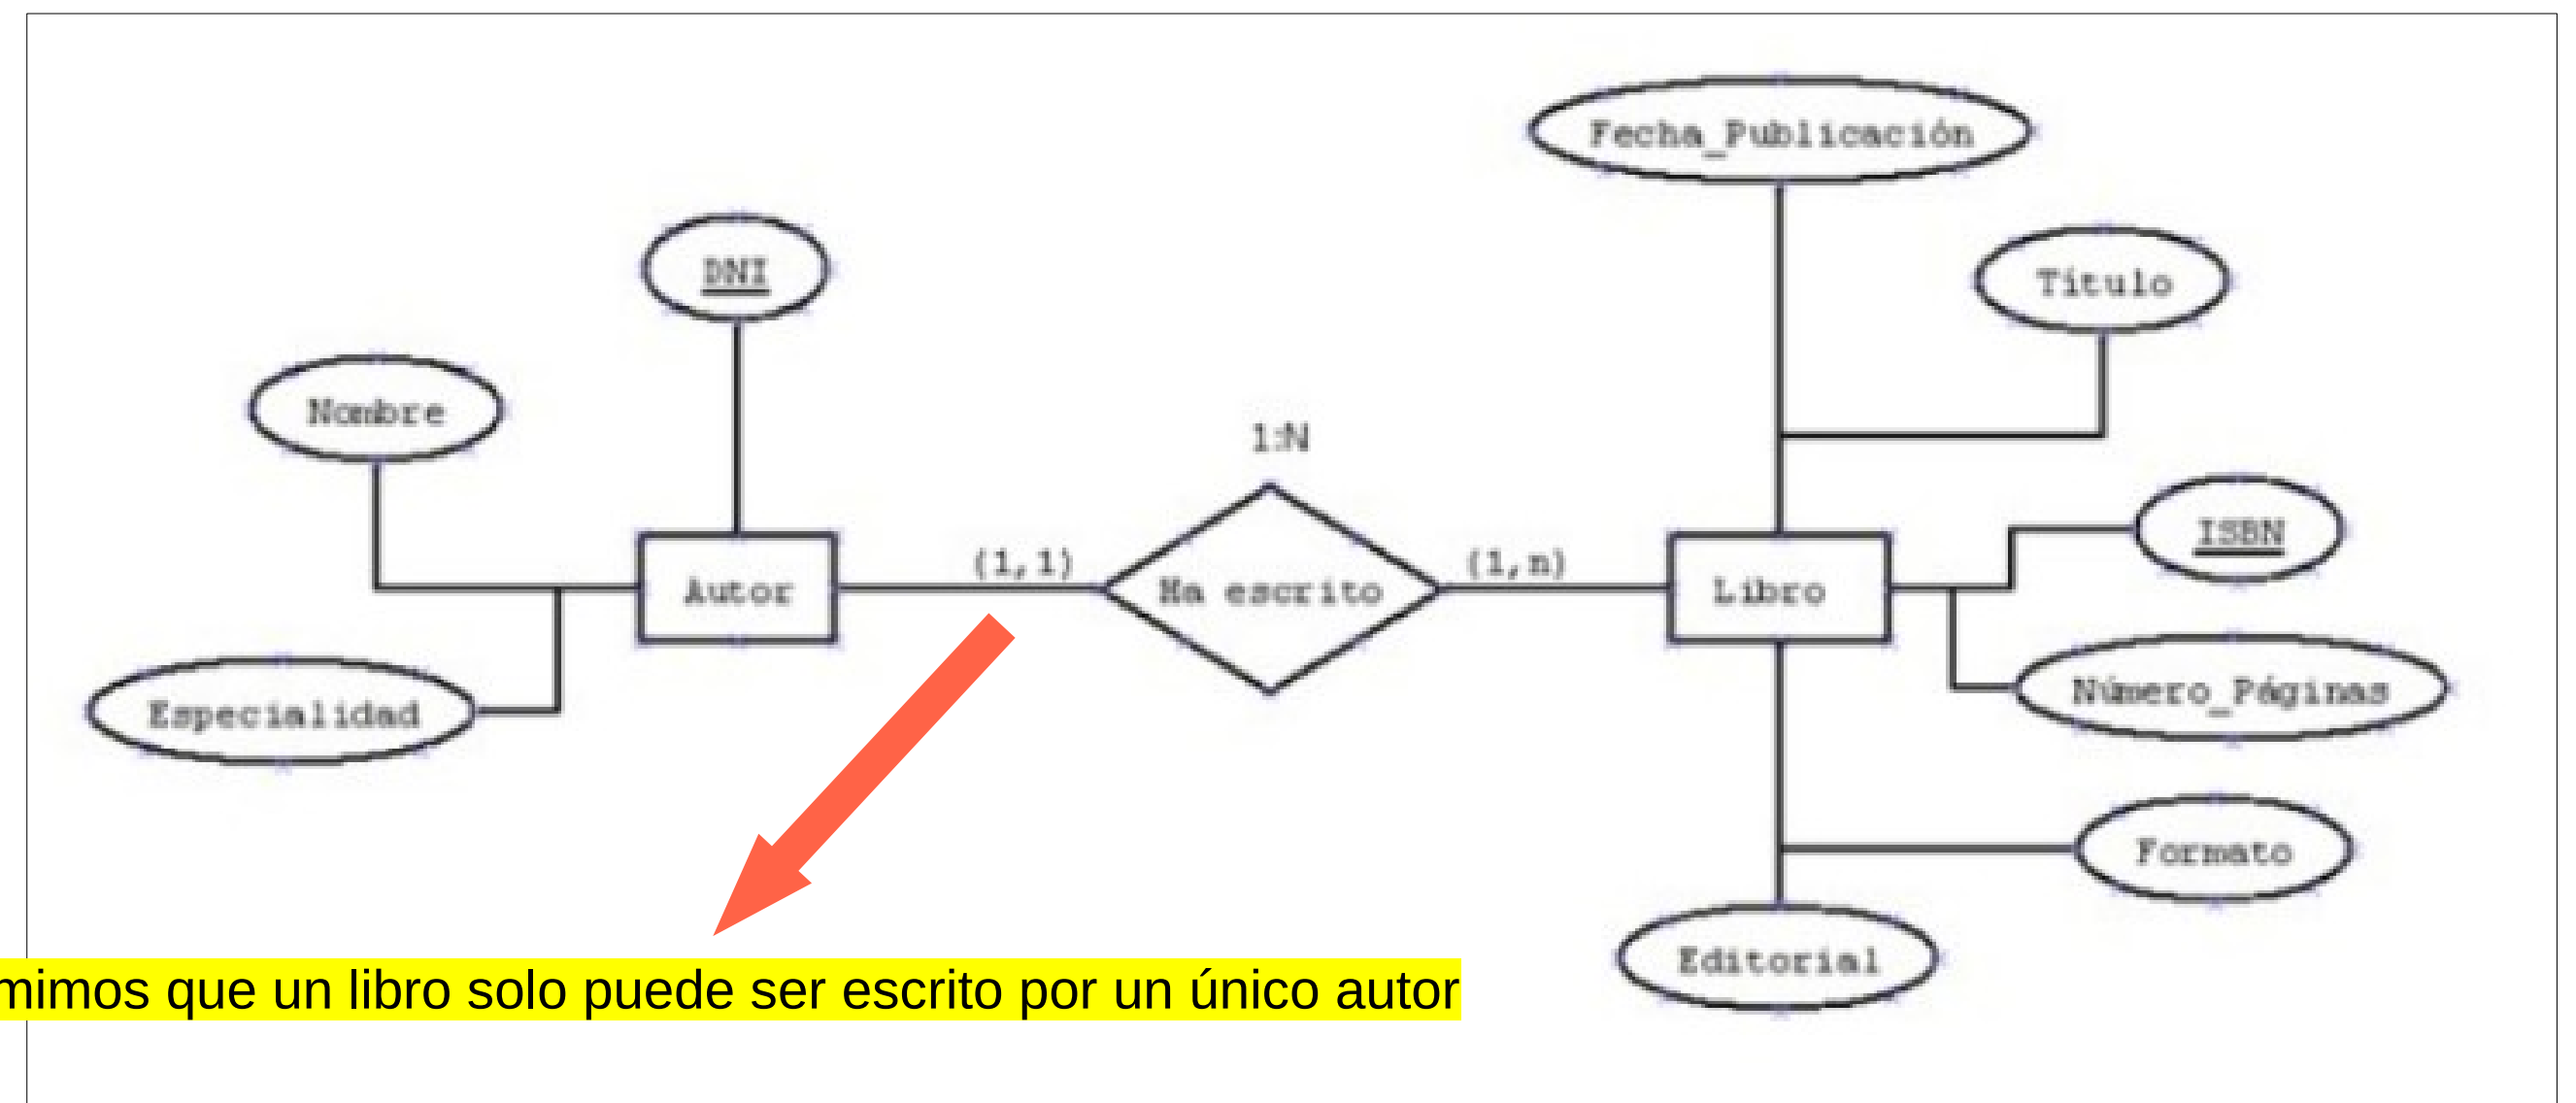 Fecha_Publicación
DNI
Título
Nombre
1:N
ISBN
(1,1)
(1,n)
Autor
Ha escrito
Libro
Número_Páginas
Especialidad
Formato
Editorial
mimos que un libro solo puede ser escrito por un único autor